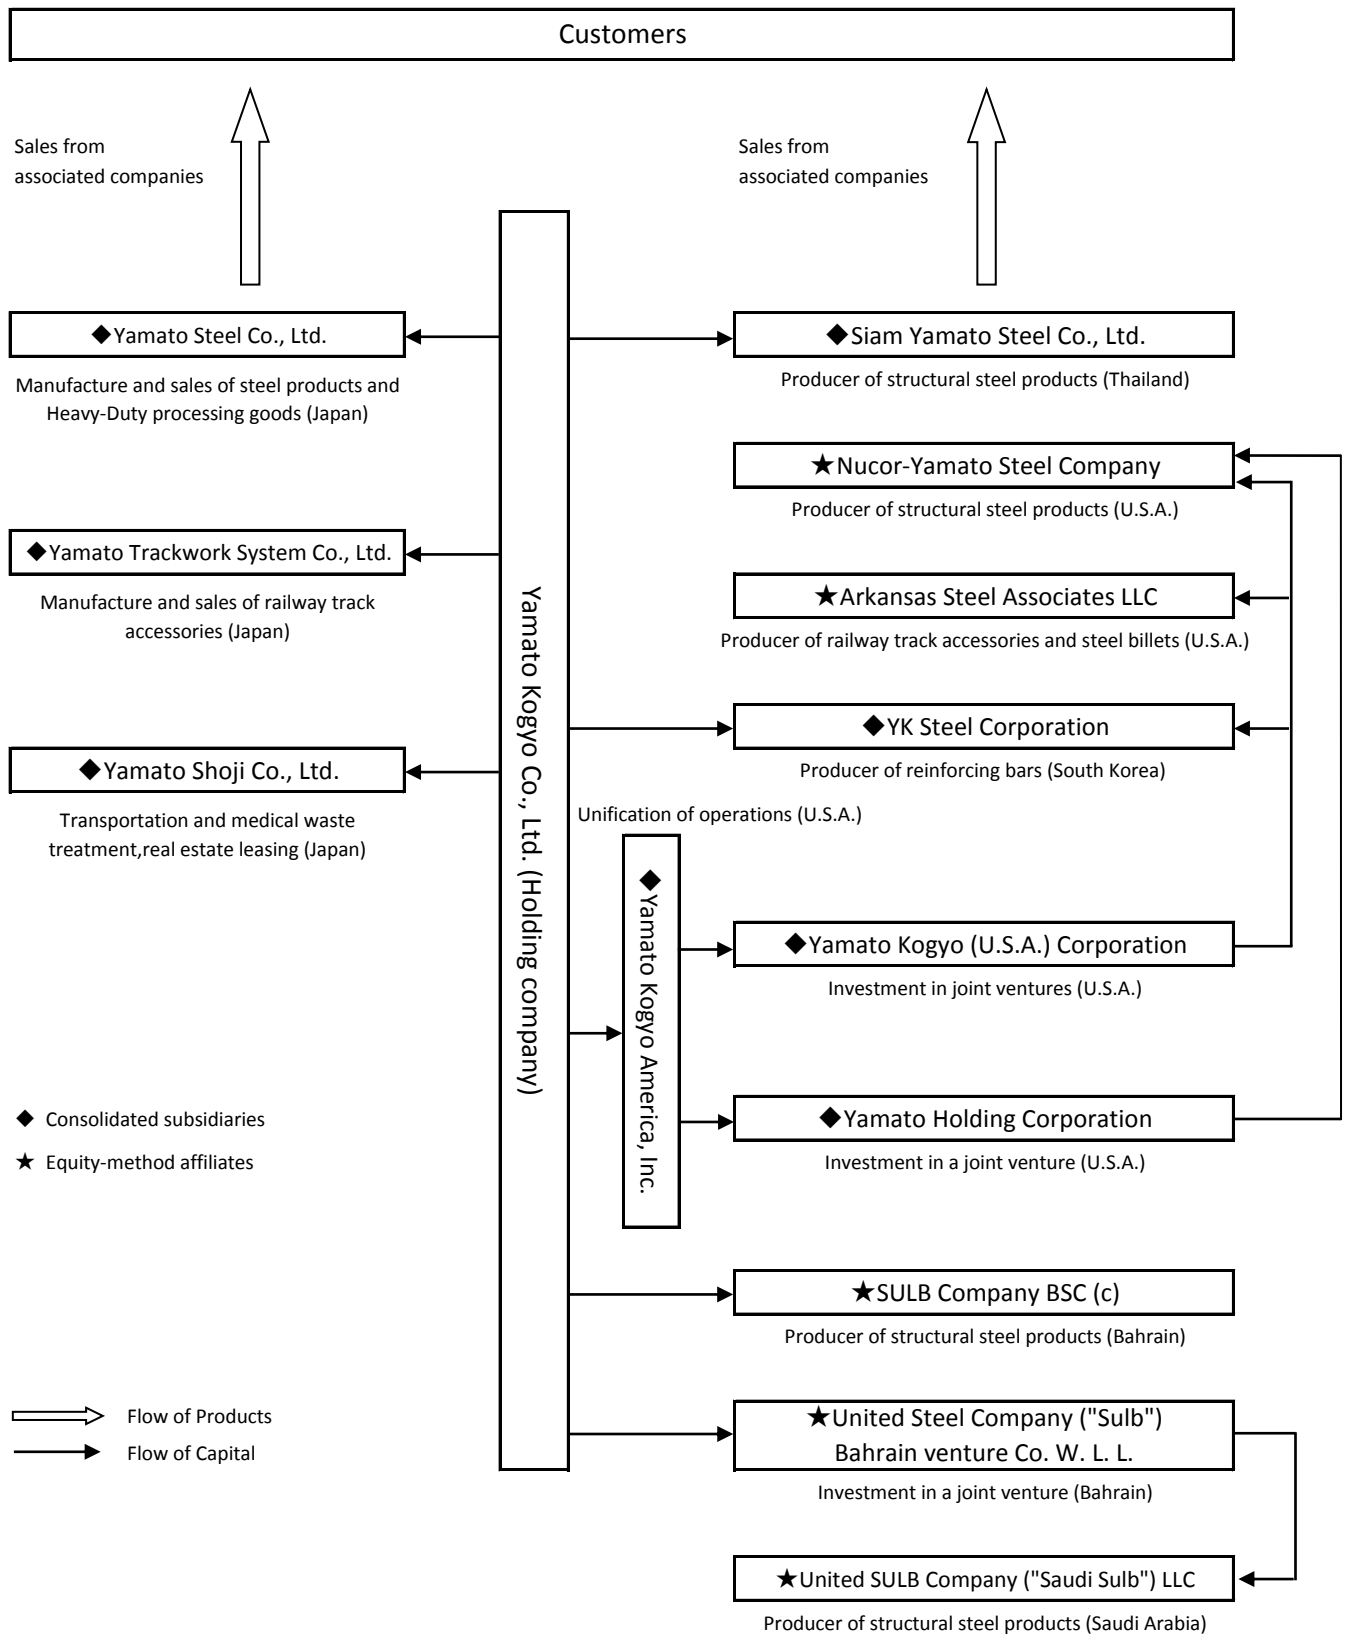 Customers
Sales from
associated companies
Sales from
associated companies
◆Yamato Steel Co., Ltd.
Manufacture and sales of steel products and
Heavy-Duty processing goods (Japan)
◆Yamato Trackwork System Co., Ltd.
Manufacture and sales of railway track
accessories (Japan)
◆Yamato Shoji Co., Ltd.
Transportation and medical waste
treatment,real estate leasing (Japan)
Yamato Kogyo Co., Ltd. (Holding company)
◆Siam Yamato Steel Co., Ltd.
Producer of structural steel products (Thailand)
★Nucor-Yamato Steel Company
Producer of structural steel products (U.S.A.)
★Arkansas Steel Associates LLC
Producer of railway track accessories and steel billets (U.S.A.)
◆YK Steel Corporation
Producer of reinforcing bars (South Korea)
Unification of operations (U.S.A.)
◆Yamato Kogyo America, Inc.
◆Yamato Kogyo (U.S.A.) Corporation
Investment in joint ventures (U.S.A.)
◆Yamato Holding Corporation
Investment in a joint venture (U.S.A.)
★SULB Company BSC (c)
Producer of structural steel products (Bahrain)
★United Steel Company ("Sulb")
Bahrain venture Co. W. L. L.
Investment in a joint venture (Bahrain)
★United SULB Company ("Saudi Sulb") LLC
Producer of structural steel products (Saudi Arabia)
◆ Consolidated subsidiaries
★ Equity-method affiliates
Flow of Products
Flow of Capital